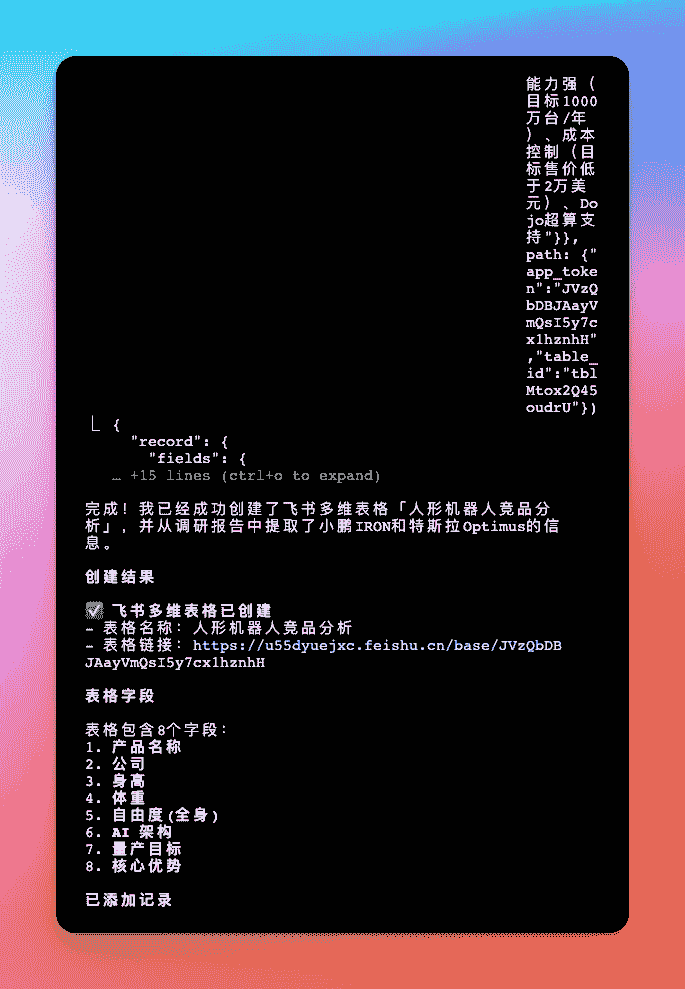 能力强（
目标1000
万台/年
）、成本
控制（目
标售价低
于2万美
元）、Do
jo超算支
持"}},
path: {"
app_toke
n":"JVzQ
bDBJAayV
mQsI5y7c
x1hznhH"
,"table_
id":"tbl
Mtox2Q45
oudrU"})
⎿ {
"record": {
"fields": {
… +15 lines (ctrl+o to expand)
完成！我已经成功创建了飞书多维表格「人形机器人竞品分
析」，并从调研报告中提取了小鹏IRON和特斯拉Optimus的信
息。
创建结果
✅ 飞书多维表格已创建
- 表格名称：人形机器人竞品分析
- 表格链接：https://u55dyuejxc.feishu.cn/base/JVzQbDB
JAayVmQsI5y7cx1hznhH
表格字段
表格包含8个字段：
1. 产品名称
2. 公司
3. 身高
4. 体重
5. 自由度(全身)
6. AI 架构
7. 量产目标
8. 核心优势
已添加记录